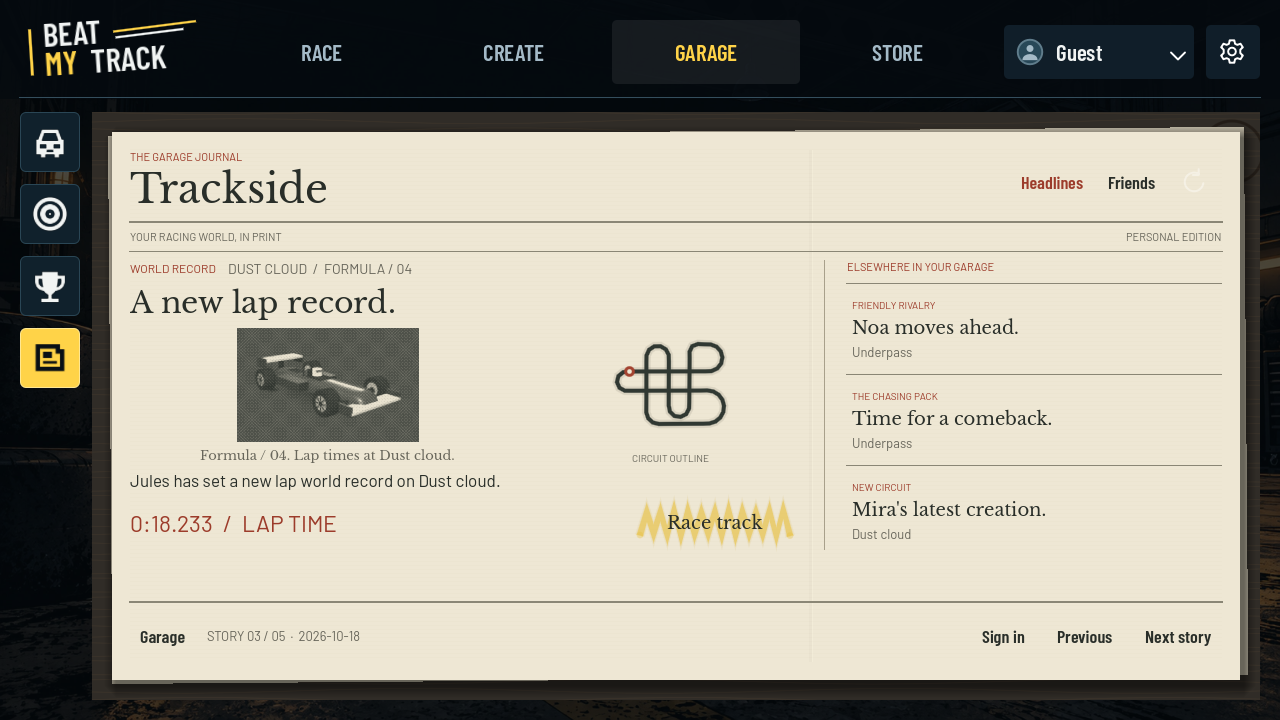 BEAT
MY TRACK
RACE
CREATE
GARAGE
STORE
Guest
THE GARAGE JOURNAL
Trackside
Headlines
Friends
YOUR RACING WORLD, IN PRINT
PERSONAL EDITION
WORLD RECORD DUST CLOUD / FORMULA / 04
A new lap record.
Formula / 04. Lap times at Dust cloud.
CIRCUIT OUTLINE
Jules has set a new lap world record on Dust cloud.
0:18.233 / LAP TIME
Race track
ELSEWHERE IN YOUR GARAGE
FRIENDLY RIVALRY
Noa moves ahead.
Underpass
THE CHASING PACK
Time for a comeback.
Underpass
NEW CIRCUIT
Mira's latest creation.
Dust cloud
Garage
STORY 03 / 05 · 2026-10-18
Sign in
Previous
Next story